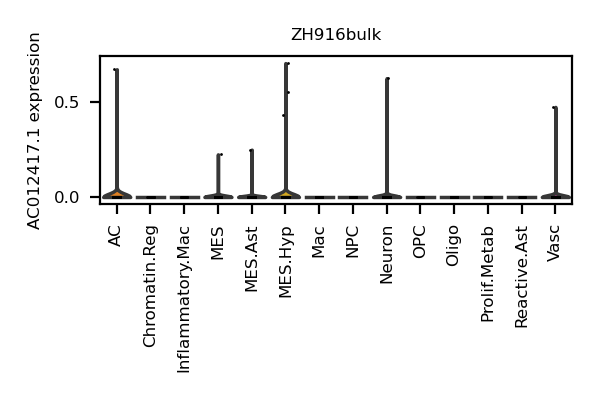 ZH916bulk
AC012417.1 expression
0.5
0.0
AC
Chromatin.Reg
Inflammatory.Mac
MES
MES.Ast
MES.Hyp
Mac
NPC
Neuron
OPC
Oligo
Prolif.Metab
Reactive.Ast
Vasc